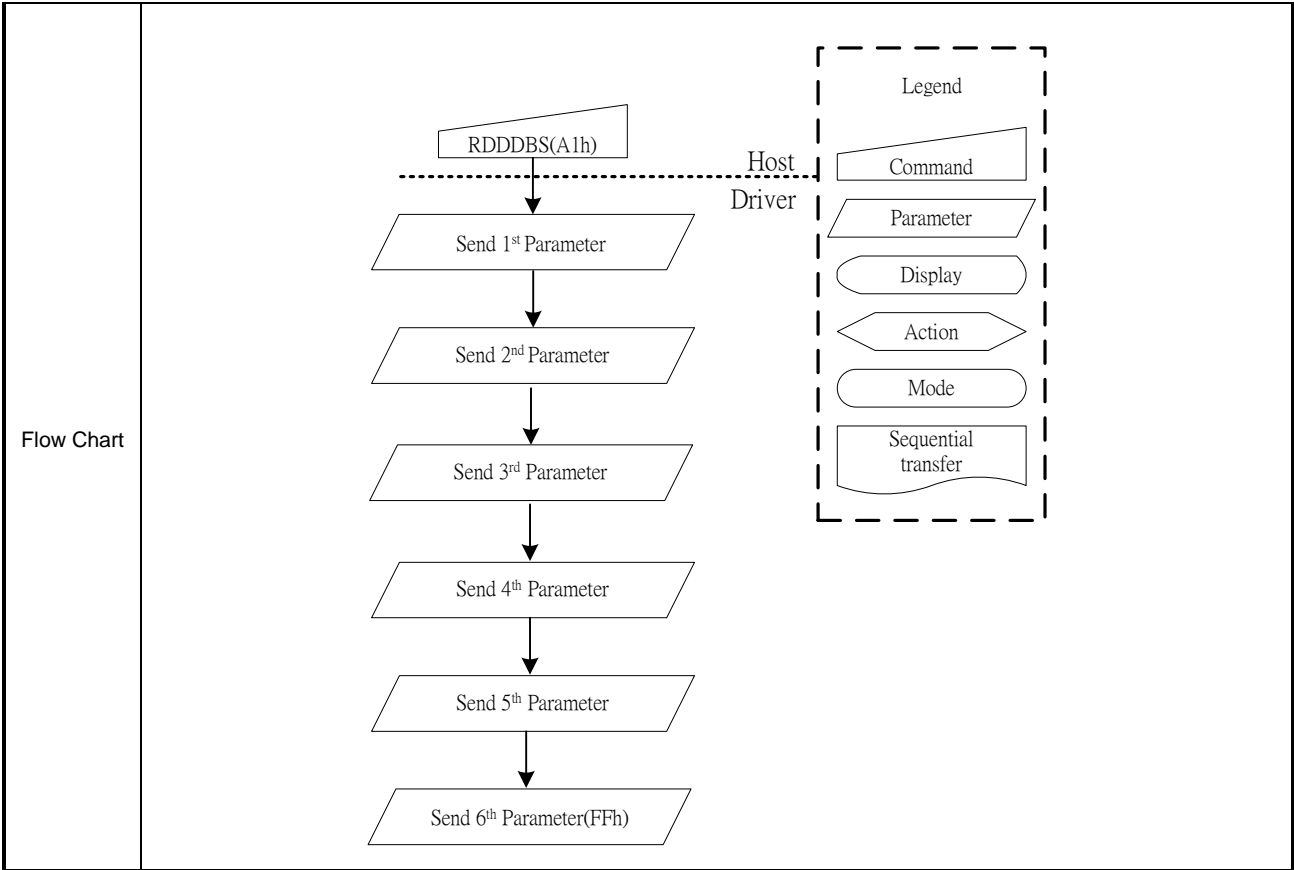 Flow Chart
RDDDBS(A1h)
Host
Driver
Send 1st Parameter
Send 2nd Parameter
Send 3rd Parameter
Send 4th Parameter
Send 5th Parameter
Send 6th Parameter(FFh)
Legend
Command
Parameter
Display
Action
Mode
Sequential
transfer